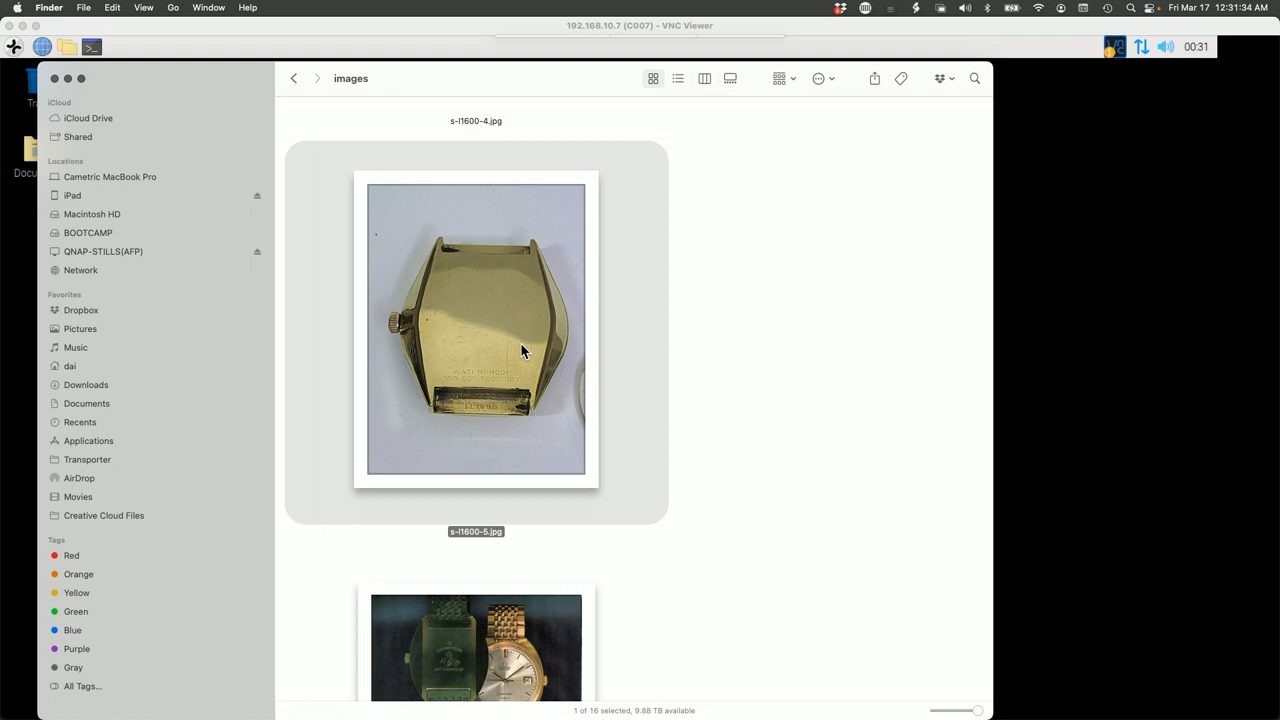 Finder File Edit View Go Window Help Fri Mar 17 12:31:34 AM
192.168.10.7 (C007) - VNC Viewer
00:31
images
iCloud
iCloud Drive
Shared
Locations
Cametric MacBook Pro
iPad
Macintosh HD
BOOTCAMP
QNAP-STILLS(AFP)
Network
Favorites
Dropbox
Pictures
Music
dai
Downloads
Documents
Recents
Applications
Transporter
AirDrop
Movies
Creative Cloud Files
Tags
Red
Orange
Yellow
Green
Blue
Purple
Gray
All Tags...
s-l1600-4.jpg
WATERPROOF
s-l1600-5.jpg
1 of 16 selected, 9.88 TB available